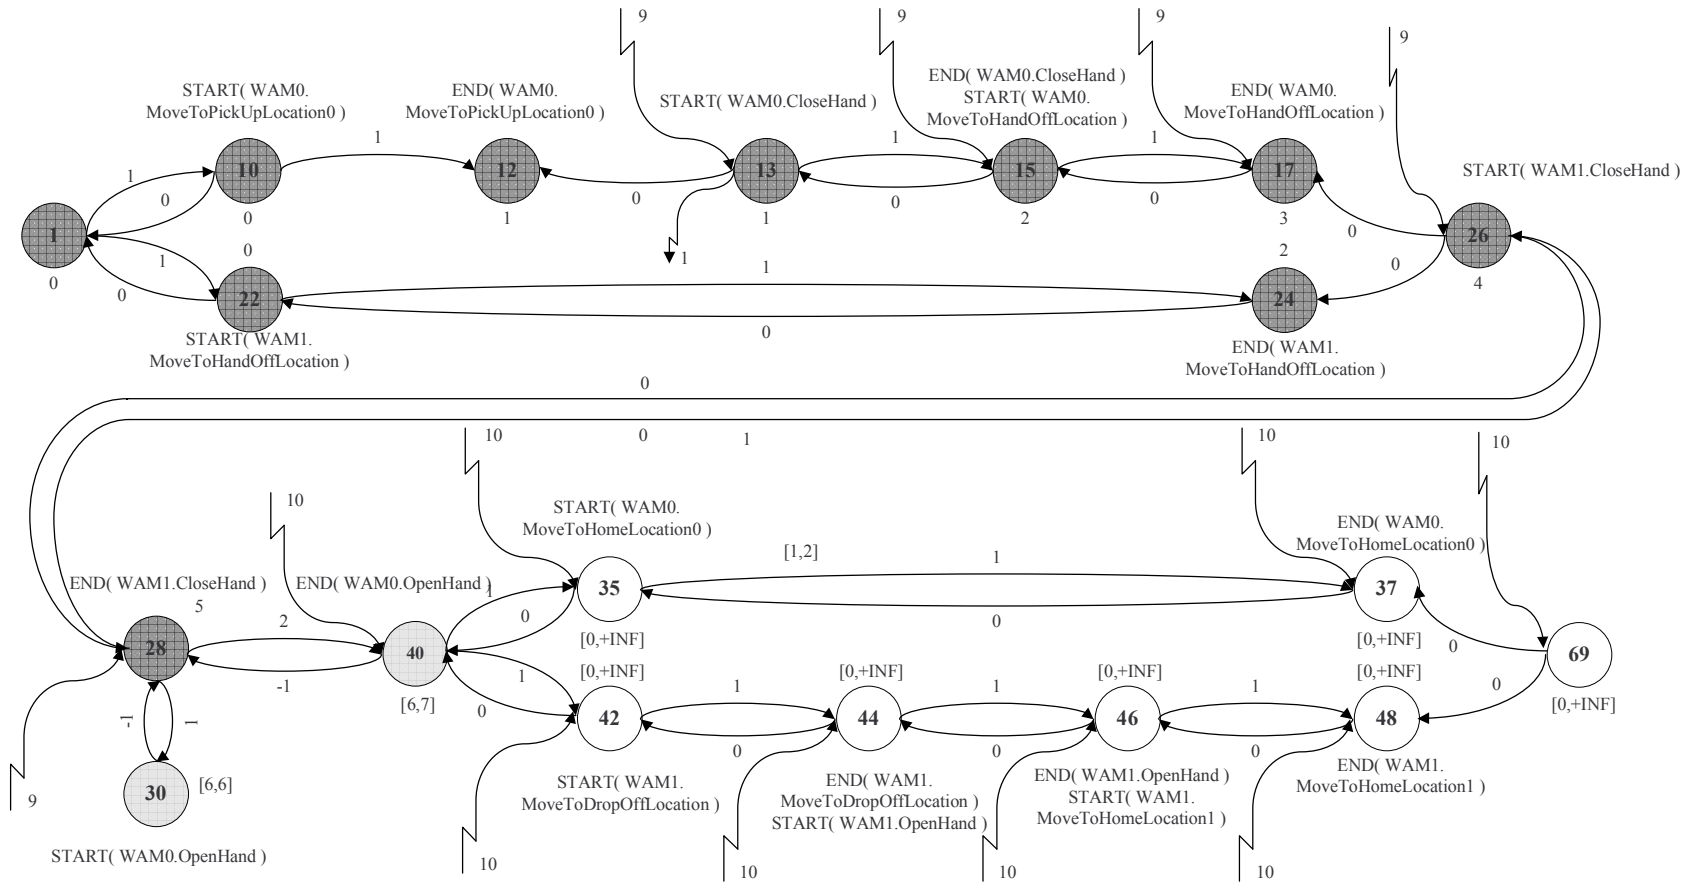 9
9
9
9
START( WAM0.
MoveToPickUpLocation0 )
END( WAM0.
MoveToPickUpLocation0 )
START( WAM0.CloseHand )
END( WAM0.CloseHand )
START( WAM0.
MoveToHandOffLocation )
END( WAM0.
MoveToHandOffLocation )
START( WAM1.CloseHand )
1
1
1
1
10
12
13
15
17
0
0
0
0
0
1
1
2
3
1
0
26
0
0
4
0
1
0
2
1
1
0
22
24
0
START( WAM1.
MoveToHandOffLocation )
END( WAM1.
MoveToHandOffLocation )
0
0
1
10
10
10
10
START( WAM0.
MoveToHomeLocation0 )
END( WAM0.
MoveToHomeLocation0 )
[1,2]
1
END( WAM1.CloseHand )
END( WAM0.OpenHand )
1
35
37
5
2
0
0
[0,+INF]
[0,+INF]
0
28
40
69
-1
[6,7]
[0,+INF]
[0,+INF]
[0,+INF]
[0,+INF]
[0,+INF]
1
1
1
1
0
0
42
44
46
48
0
0
0
-1
1
30
[6,6]
9
START( WAM0.OpenHand )
START( WAM1.
MoveToDropOffLocation )
END( WAM1.
MoveToDropOffLocation )
START( WAM1.OpenHand )
END( WAM1.OpenHand )
START( WAM1.
MoveToHomeLocation1 )
END( WAM1.
MoveToHomeLocation1 )
10
10
10
10